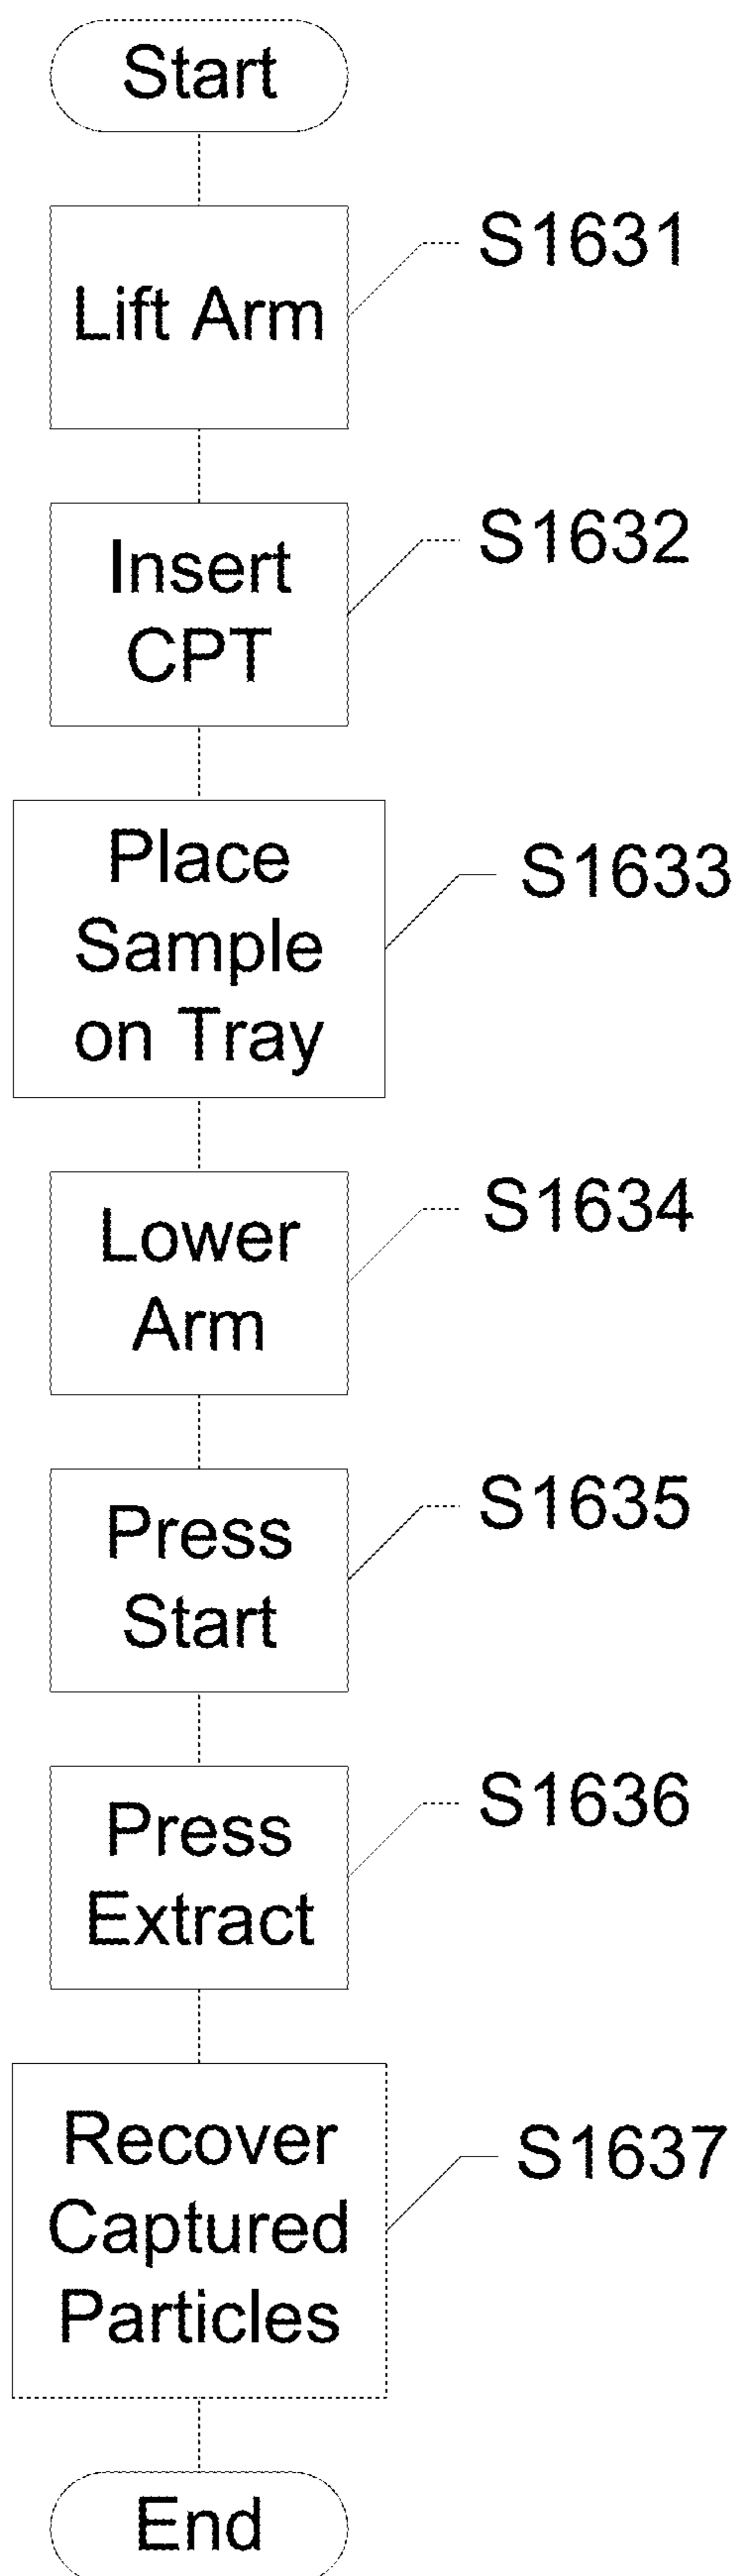 Start
Lift Arm
S1631
Insert
CPT
S1632
Place
Sample
on Tray
S1633
Lower
Arm
S1634
Press
Start
S1635
Press
Extract
S1636
Recover
Captured
Particles
S1637
End